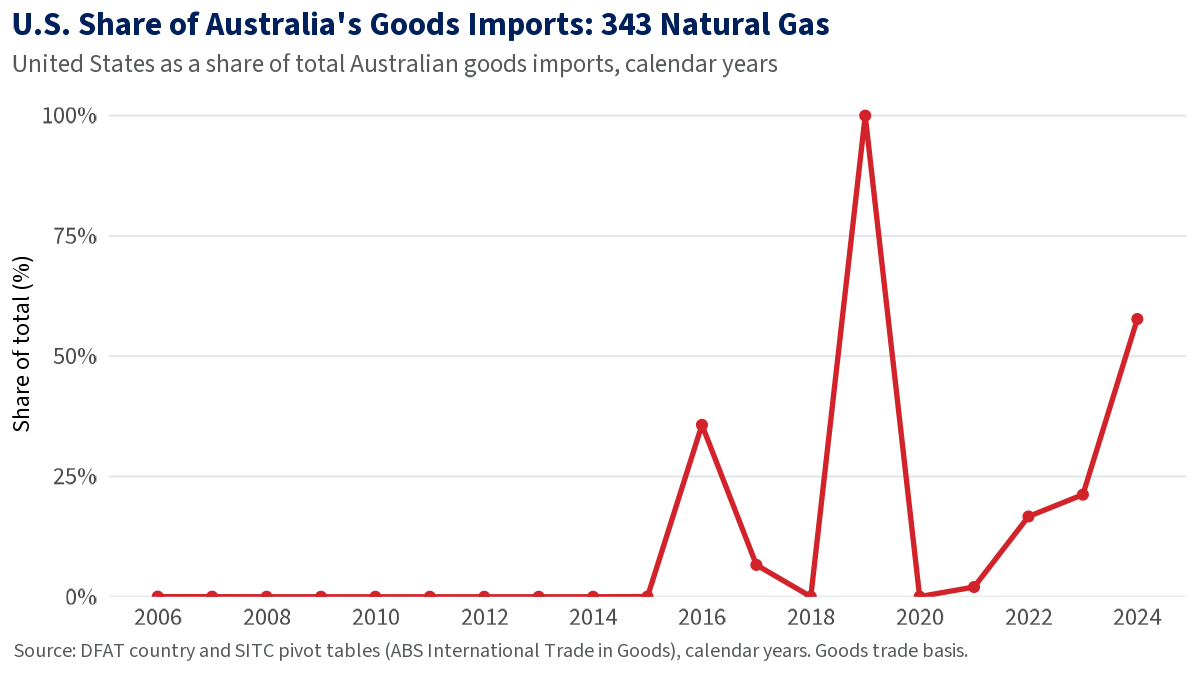 U.S. Share of Australia's Goods Imports: 343 Natural Gas
United States as a share of total Australian goods imports, calendar years
Share of total (%)
100%
75%
50%
25%
0%
2006 2008 2010 2012 2014 2016 2018 2020 2022 2024
Source: DFAT country and SITC pivot tables (ABS International Trade in Goods), calendar years. Goods trade basis.